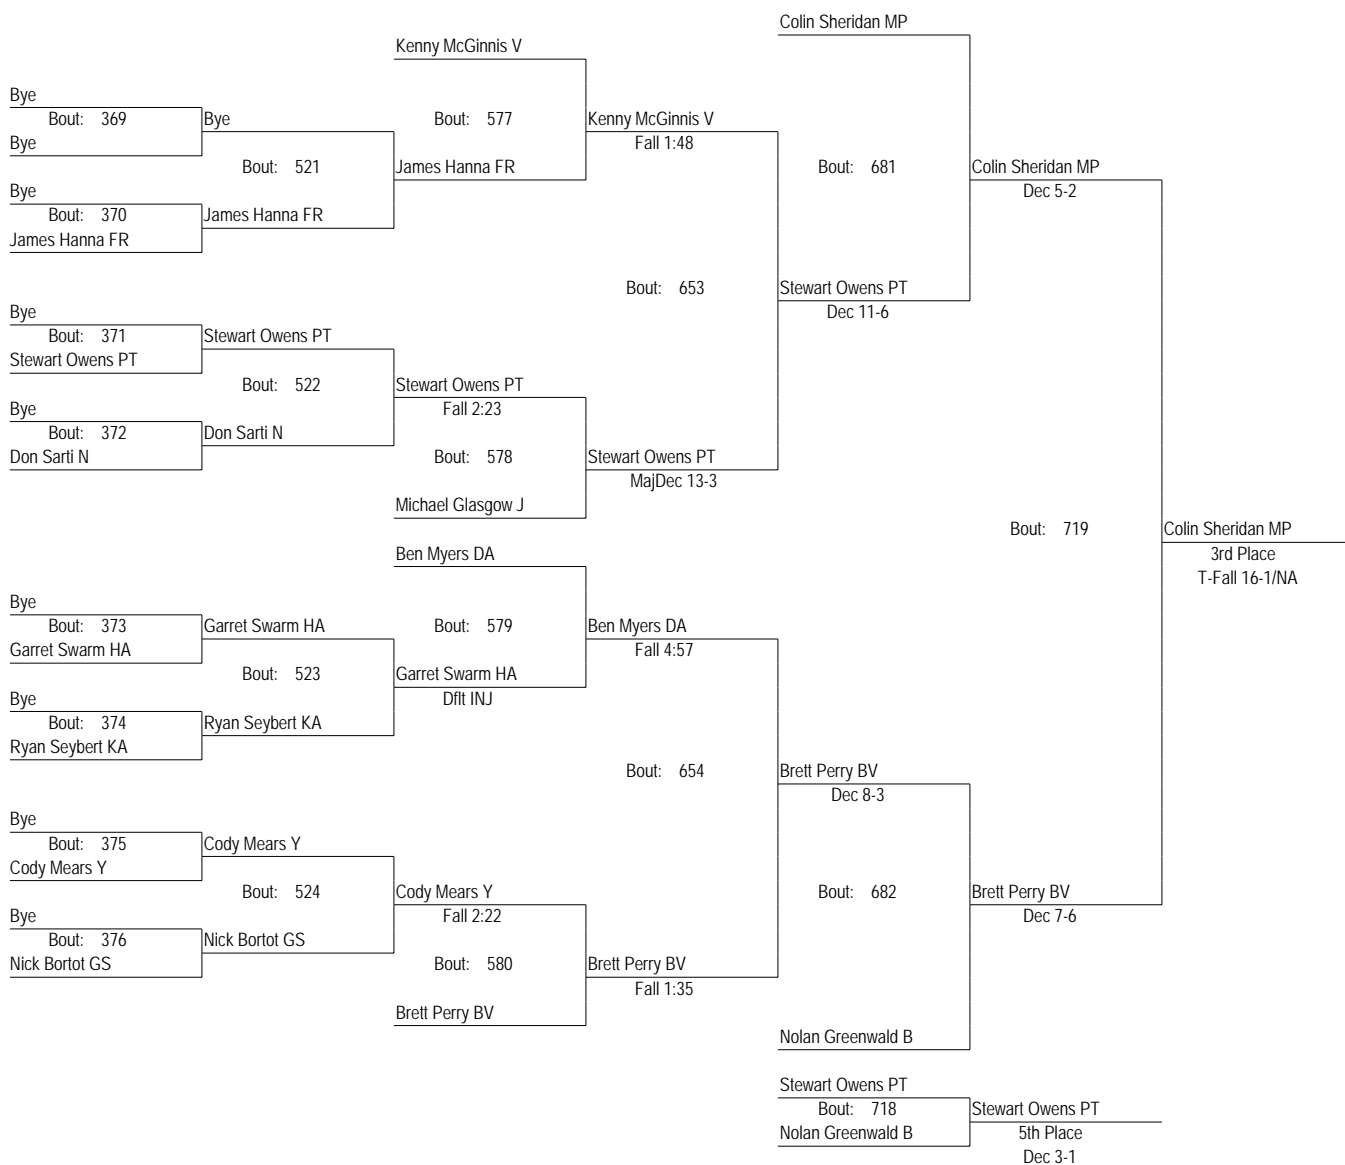 Colin Sheridan MP
Kenny McGinnis V
Bye
Bout: 369
Bye
Bout: 577
Kenny McGinnis V
Bye
Fall 1:48
Bout: 521
James Hanna FR
Bout: 681
Colin Sheridan MP
Bye
Dec 5-2
Bout: 370
James Hanna FR
James Hanna FR
Bout: 653
Stewart Owens PT
Bye
Dec 11-6
Bout: 371
Stewart Owens PT
Stewart Owens PT
Bout: 522
Stewart Owens PT
Bye
Fall 2:23
Bout: 372
Don Sarti N
Don Sarti N
Bout: 578
Stewart Owens PT
MajDec 13-3
Michael Glasgow J
Bout: 719
Colin Sheridan MP
Ben Myers DA
3rd Place
T-Fall 16-1/NA
Bye
Bout: 373
Garret Swarm HA
Bout: 579
Ben Myers DA
Garret Swarm HA
Fall 4:57
Bout: 523
Garret Swarm HA
Bye
Dflt INJ
Bout: 374
Ryan Seybert KA
Ryan Seybert KA
Bout: 654
Brett Perry BV
Dec 8-3
Bye
Bout: 375
Cody Mears Y
Cody Mears Y
Bout: 524
Cody Mears Y
Bout: 682
Brett Perry BV
Bye
Fall 2:22
Dec 7-6
Bout: 376
Nick Bortot GS
Nick Bortot GS
Bout: 580
Brett Perry BV
Fall 1:35
Brett Perry BV
Nolan Greenwald B
Stewart Owens PT
Bout: 718
Stewart Owens PT
Nolan Greenwald B
5th Place
Dec 3-1